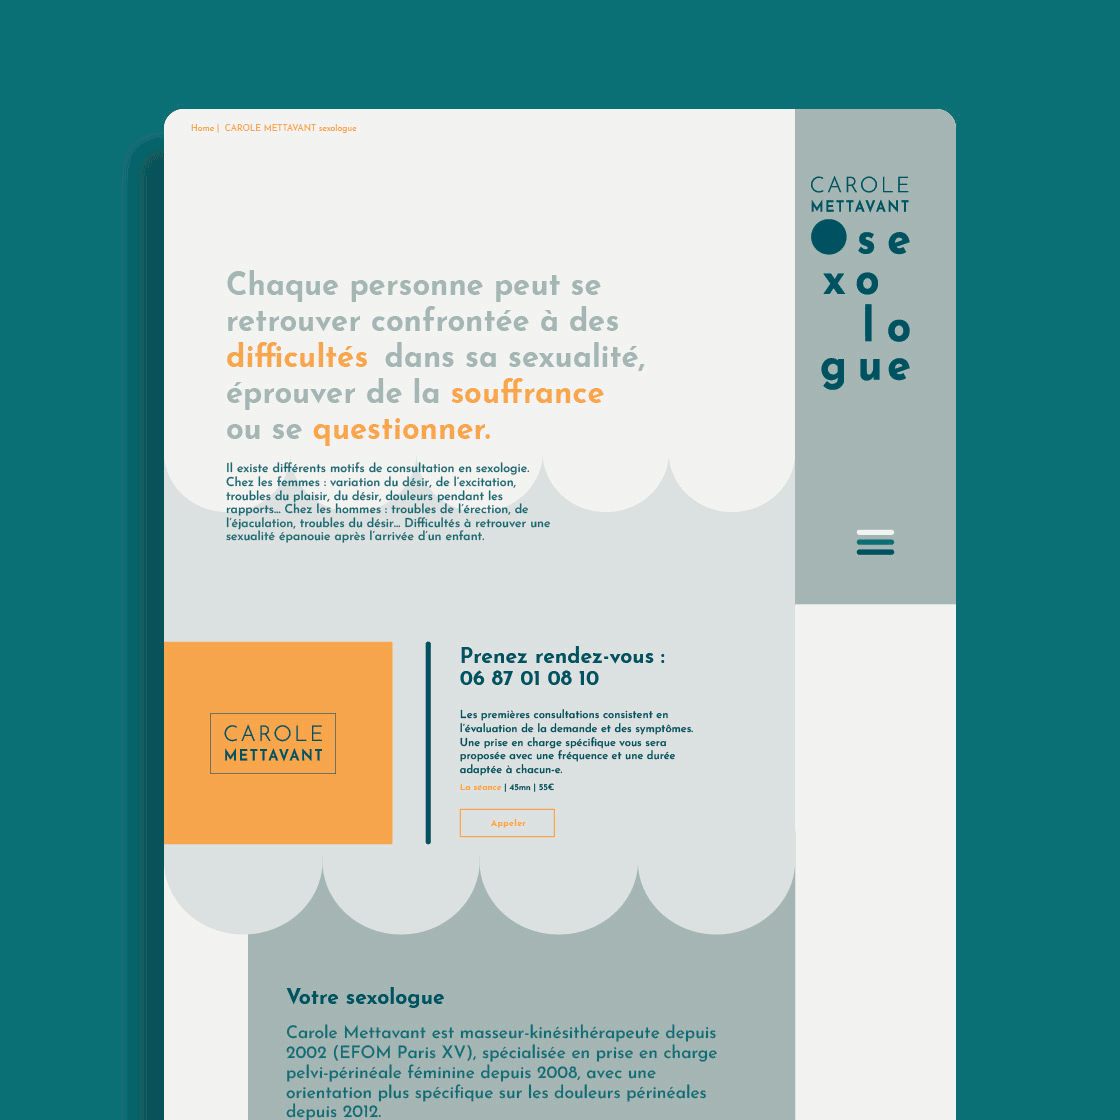 Home | CAROLE METTAVANT sexologue
CAROLE
METTAVANT
se
xo
lo
gue
Chaque personne peut se
retrouver confrontée à des
difficultés dans sa sexualité,
éprouver de la souffrance
ou se questionner.
Il existe différents motifs de consultation en sexologie.
Chez les femmes : variation du désir, de l'excitation,
troubles du plaisir, du désir, douleurs pendant les
rapports... Chez les hommes : troubles de l'érection, de
l'éjaculation, troubles du désir... Difficultés à retrouver une
sexualité épanouie après l'arrivée d'un enfant.
CAROLE
METTAVANT
Prenez rendez-vous :
06 87 01 08 10
Les premières consultations consistent en
l'évaluation de la demande et des symptômes.
Une prise en charge spécifique vous sera
proposée avec une fréquence et une durée
adaptée à chacun-e.
La séance | 45mn | 55€
Appeler
Votre sexologue
Carole Mettavant est masseur-kinésithérapeute depuis
2002 (EFOM Paris XV), spécialisée en prise en charge
pelvi-périnéale féminine depuis 2008, avec une
orientation plus spécifique sur les douleurs périnéales
depuis 2012.